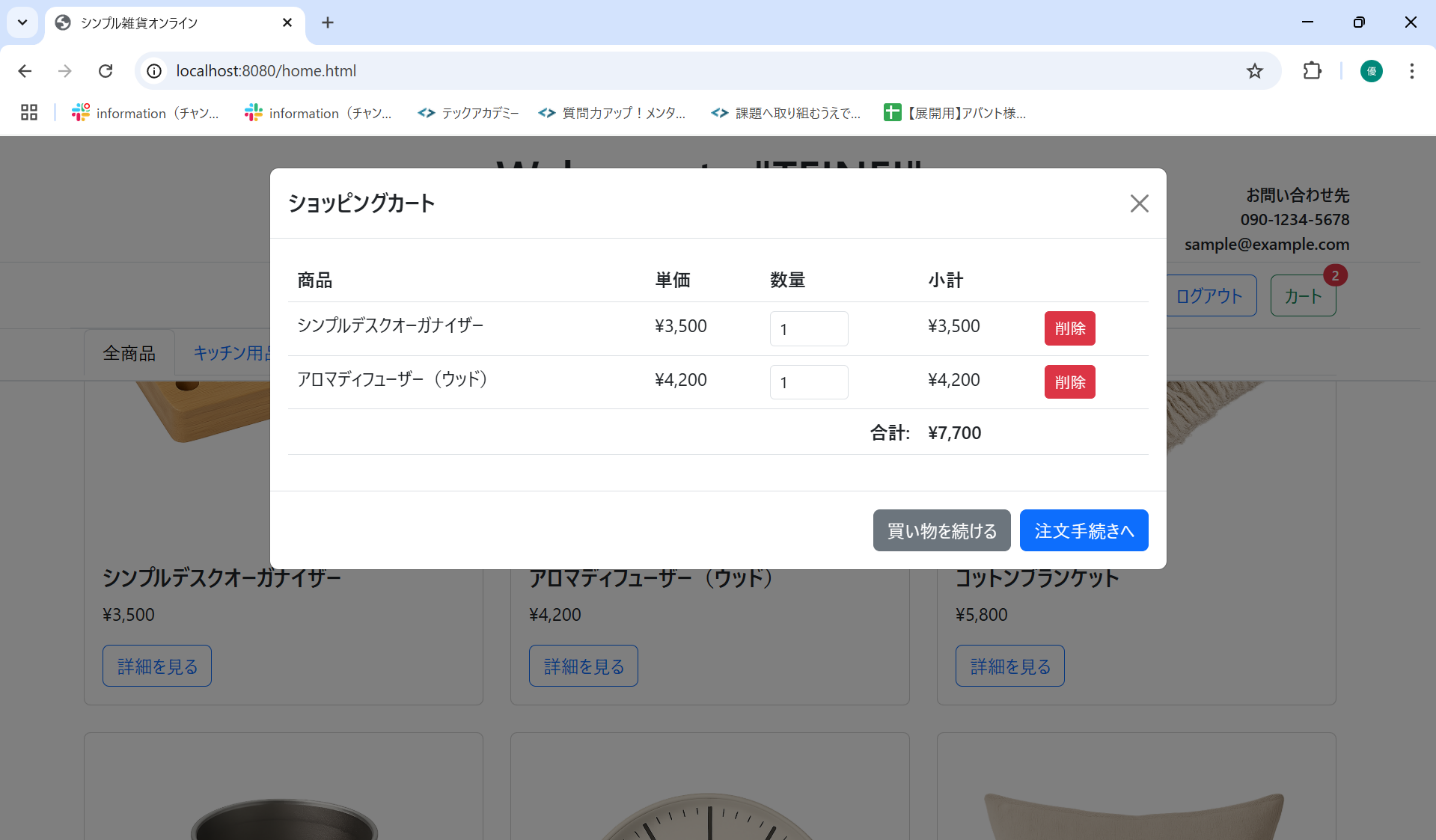 シンプル雑貨オンライン
localhost:8080/home.html
優
information（チャン...
information（チャン...
テックアカデミー
質問力アップ！メンタ...
課題へ取り組むうえで...
【展開用】アバント様...
お問い合わせ先
090-1234-5678
sample@example.com
ログアウト
カート
2
全商品
キッチン用品
ショッピングカート
商品 単価 数量 小計
シンプルデスクオーガナイザー ¥3,500 1 ¥3,500 削除
アロマディフューザー（ウッド） ¥4,200 1 ¥4,200 削除
合計: ¥7,700
買い物を続ける 注文手続きへ
シンプルデスクオーガナイザー
¥3,500
詳細を見る
アロマディフューザー（ウッド）
¥4,200
詳細を見る
コットンブランケット
¥5,800
詳細を見る